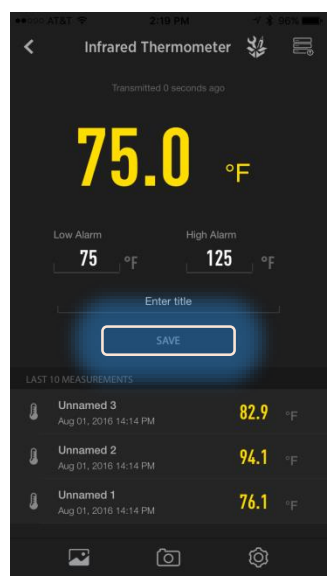 AT&T 2:19 PM 96%
Infrared Thermometer
Transmitted 0 seconds ago
75.0 °F
Low Alarm High Alarm
75 °F 125 °F
Enter title
SAVE
LAST 10 MEASUREMENTS
Unnamed 3
82.9 °F
Aug 01, 2016 14:14 PM
Unnamed 2
94.1 °F
Aug 01, 2016 14:14 PM
Unnamed 1
76.1 °F
Aug 01, 2016 14:14 PM